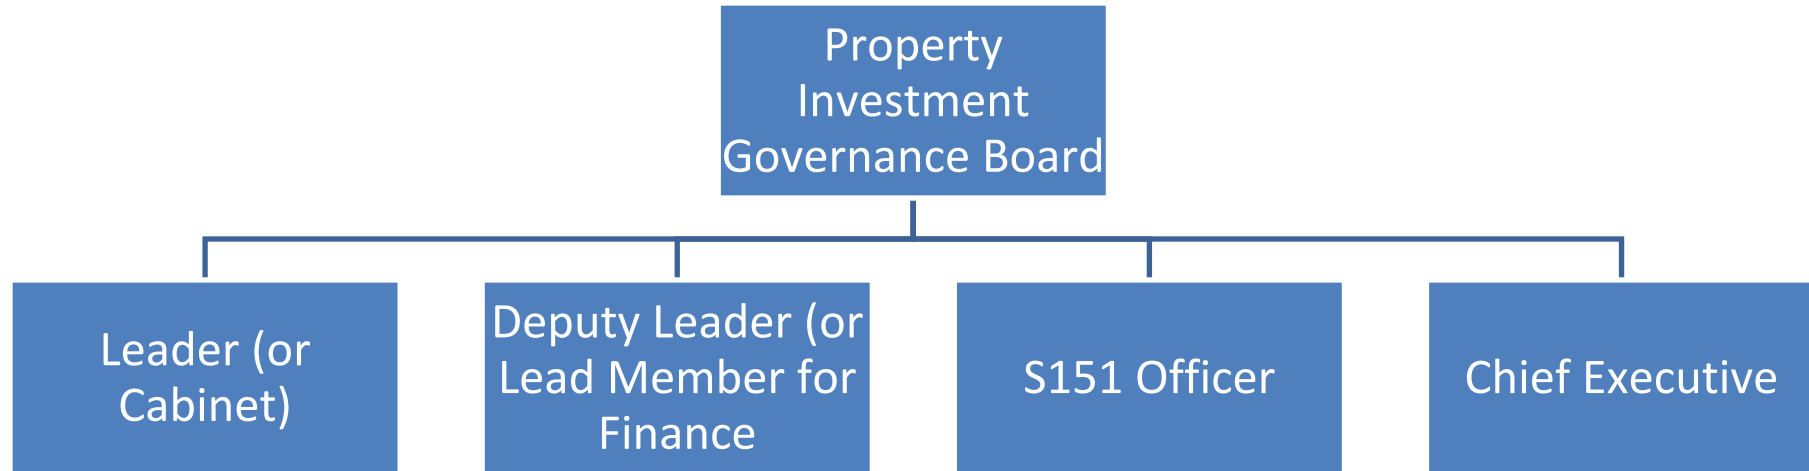 Property
Investment
Governance Board
Leader (or
Cabinet)
Deputy Leader (or
Lead Member for
Finance
S151 Officer
Chief Executive